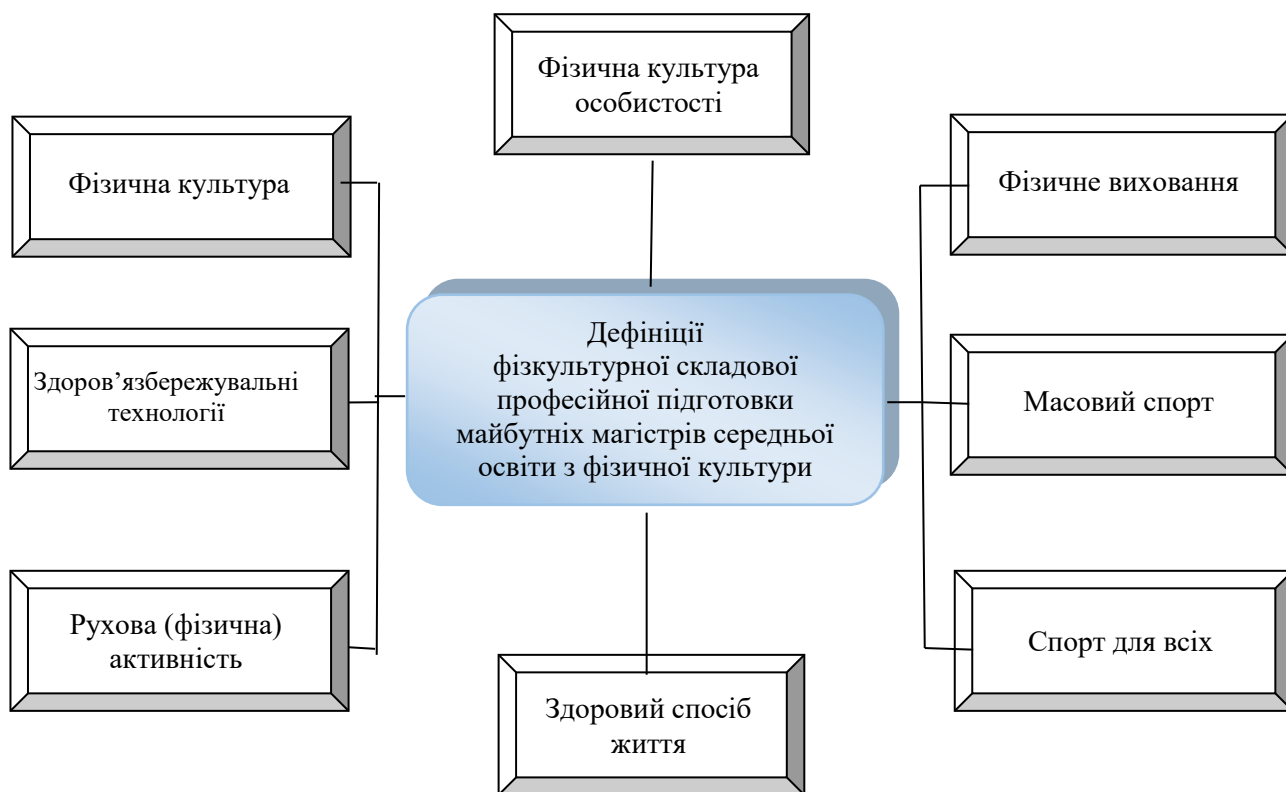 Фізична культура
особистості
Фізична культура
Фізичне виховання
Дефініції
фізкультурної складової
професійної підготовки
майбутніх магістрів середньої
освіти з фізичної культури
Здоров’язбережувальні
технології
Масовий спорт
Рухова (фізична)
активність
Спорт для всіх
Здоровий спосіб
життя